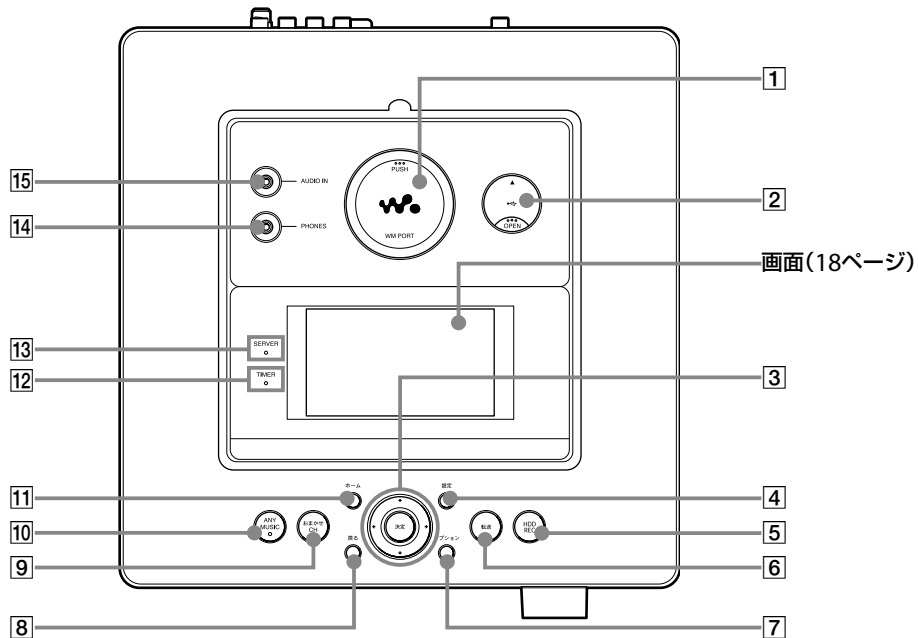 1
PUSH
15
AUDIO IN
2
14
PHONES
WM PORT
OPEN
画面(18ページ)
13
SERVER
12
TIMER
3
ホーム
設定
11
4
10
ANY
MUSIC
おまかせ
CH
決定
転送
HDD
REC
5
9
戻る
プション
6
8
7